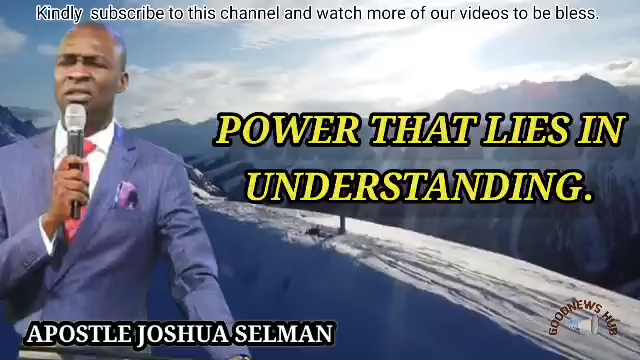 Kindly subscribe to this channel and watch more of our videos to be bless.
POWER THAT LIES IN
UNDERSTANDING.
APOSTLE JOSHUA SELMAN
GOODNEWS HUB